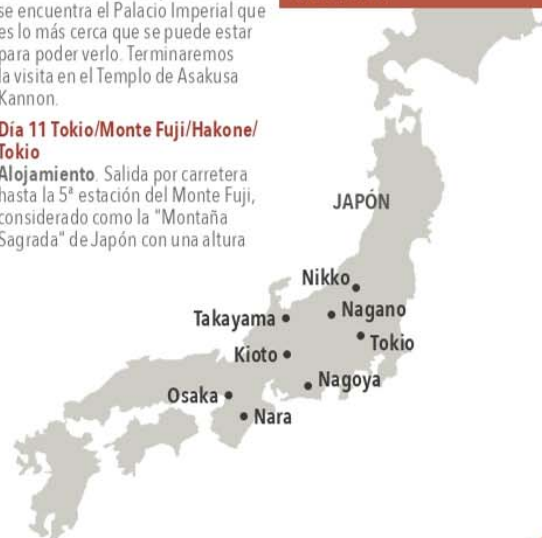 se encuentra el Palacio Imperial que
es lo más cerca que se puede estar
para poder verlo. Terminaremos
la visita en el Templo de Asakusa
Kannon.
Día 11 Tokio/Monte Fuji/Hakone/
Tokio
Alojamiento. Salida por carretera
hasta la 5ª estación del Monte Fuji,
considerado como la "Montaña
Sagrada" de Japón con una altura
JAPÓN
Nikko
Nagano
Takayama
Tokio
Kioto
Nagoya
Osaka
Nara